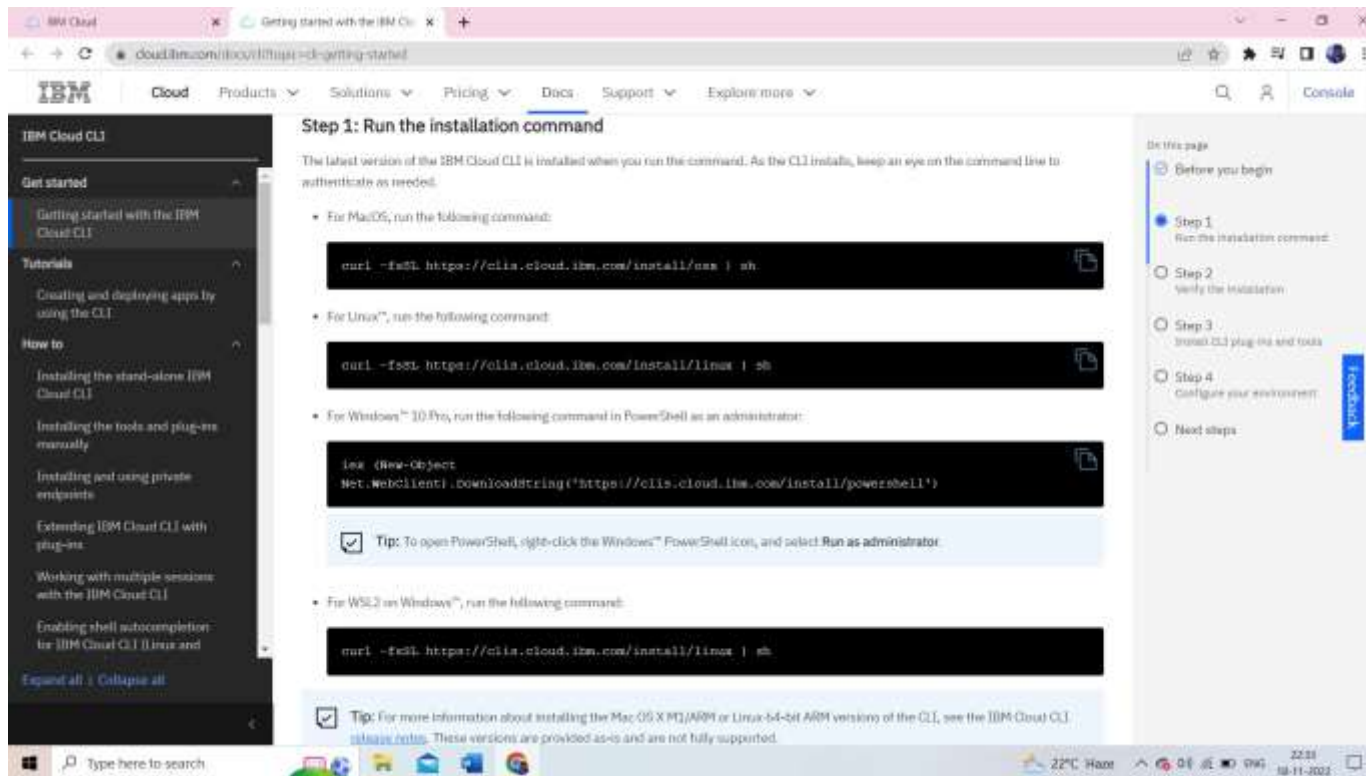 IBM Cloud
Getting started with the IBM Clo
cloud.ibm.com/docs/cli?topic=cli-getting-started
IBM
Cloud
Products
Solutions
Pricing
Docs
Support
Explore more
Console
IBM Cloud CLI
Get started
Getting started with the IBM
Cloud CLI
Tutorials
Creating and deploying apps by
using the CLI
How to
Installing the stand-alone IBM
Cloud CLI
Installing the tools and plug-ins
manually
Installing and using private
endpoints
Extending IBM Cloud CLI with
plug-ins
Working with multiple sessions
with the IBM Cloud CLI
Enabling shell autocompletion
for IBM Cloud CLI (Linux and
Expand all | Collapse all
Step 1: Run the installation command
The latest version of the IBM Cloud CLI is installed when you run the command. As the CLI installs, keep an eye on the command line to
authenticate as needed.
• For MacOS, run the following command:
curl -fsSL https://clis.cloud.ibm.com/install/osx | sh
• For Linux™, run the following command:
curl -fsSL https://clis.cloud.ibm.com/install/linux | sh
• For Windows™ 10 Pro, run the following command in PowerShell as an administrator:
iex (New-Object
Net.WebClient).DownloadString('https://clis.cloud.ibm.com/install/powershell')
Tip: To open PowerShell, right-click the Windows™ PowerShell icon, and select Run as administrator.
• For WSL2 on Windows™, run the following command:
curl -fsSL https://clis.cloud.ibm.com/install/linux | sh
Tip: For more information about installing the Mac OS X M1/ARM or Linux-64-bit ARM versions of the CLI, see the IBM Cloud CLI
release notes. These versions are provided as-is and are not fully supported.
On this page
Before you begin
Step 1
Run the installation command
Step 2
Verify the installation
Step 3
Install CLI plug-ins and tools
Step 4
Configure your environment
Next steps
Feedback
Type here to search
22°C Haze
ENG
22:33